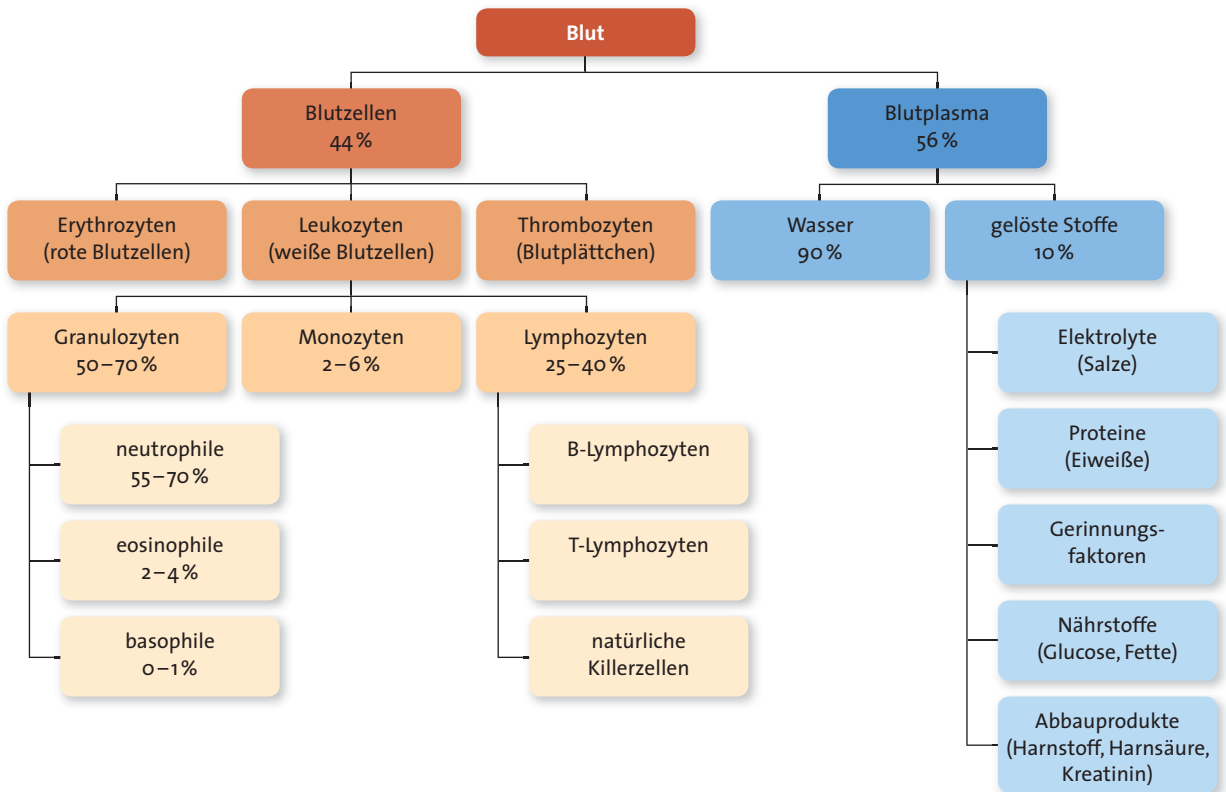 Blut
Blutzellen
44 %
Blutplasma
56 %
Erythrozyten
(rote Blutzellen)
Leukozyten
(weiße Blutzellen)
Thrombozyten
(Blutplättchen)
Wasser
90 %
gelöste Stoffe
10 %
Granulozyten
50–70 %
Monozyten
2–6 %
Lymphozyten
25–40 %
neutrophile
55–70 %
eosinophile
2–4 %
basophile
0–1 %
B-Lymphozyten
T-Lymphozyten
natürliche
Killerzellen
Elektrolyte
(Salze)
Proteine
(Eiweiße)
Gerinnungs-
faktoren
Nährstoffe
(Glucose, Fette)
Abbauprodukte
(Harnstoff, Harnsäure,
Kreatinin)